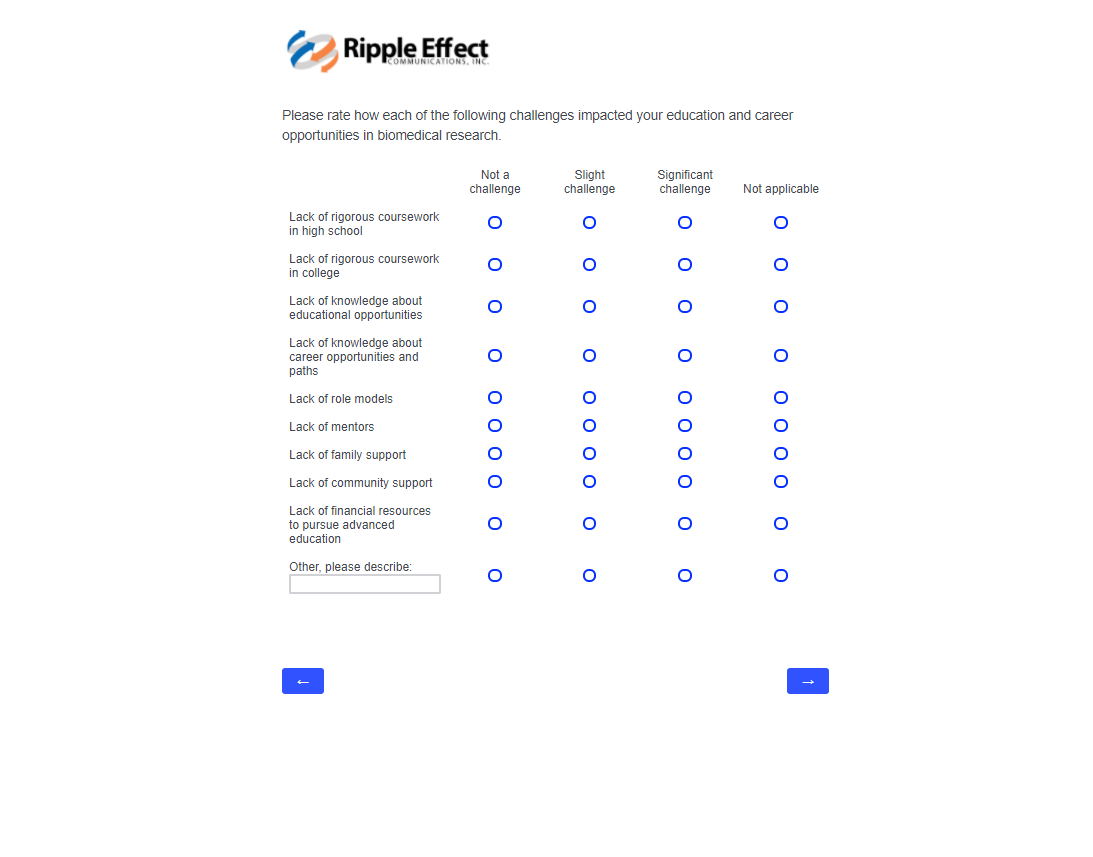 Ripple Effect
COMMUNICATIONS, INC.
Please rate how each of the following challenges impacted your education and career
opportunities in biomedical research.
Not a
challenge
Slight
challenge
Significant
challenge
Not applicable
Lack of rigorous coursework
in high school
Lack of rigorous coursework
in college
Lack of knowledge about
educational opportunities
Lack of knowledge about
career opportunities and
paths
Lack of role models
Lack of mentors
Lack of family support
Lack of community support
Lack of financial resources
to pursue advanced
education
Other, please describe:
← →